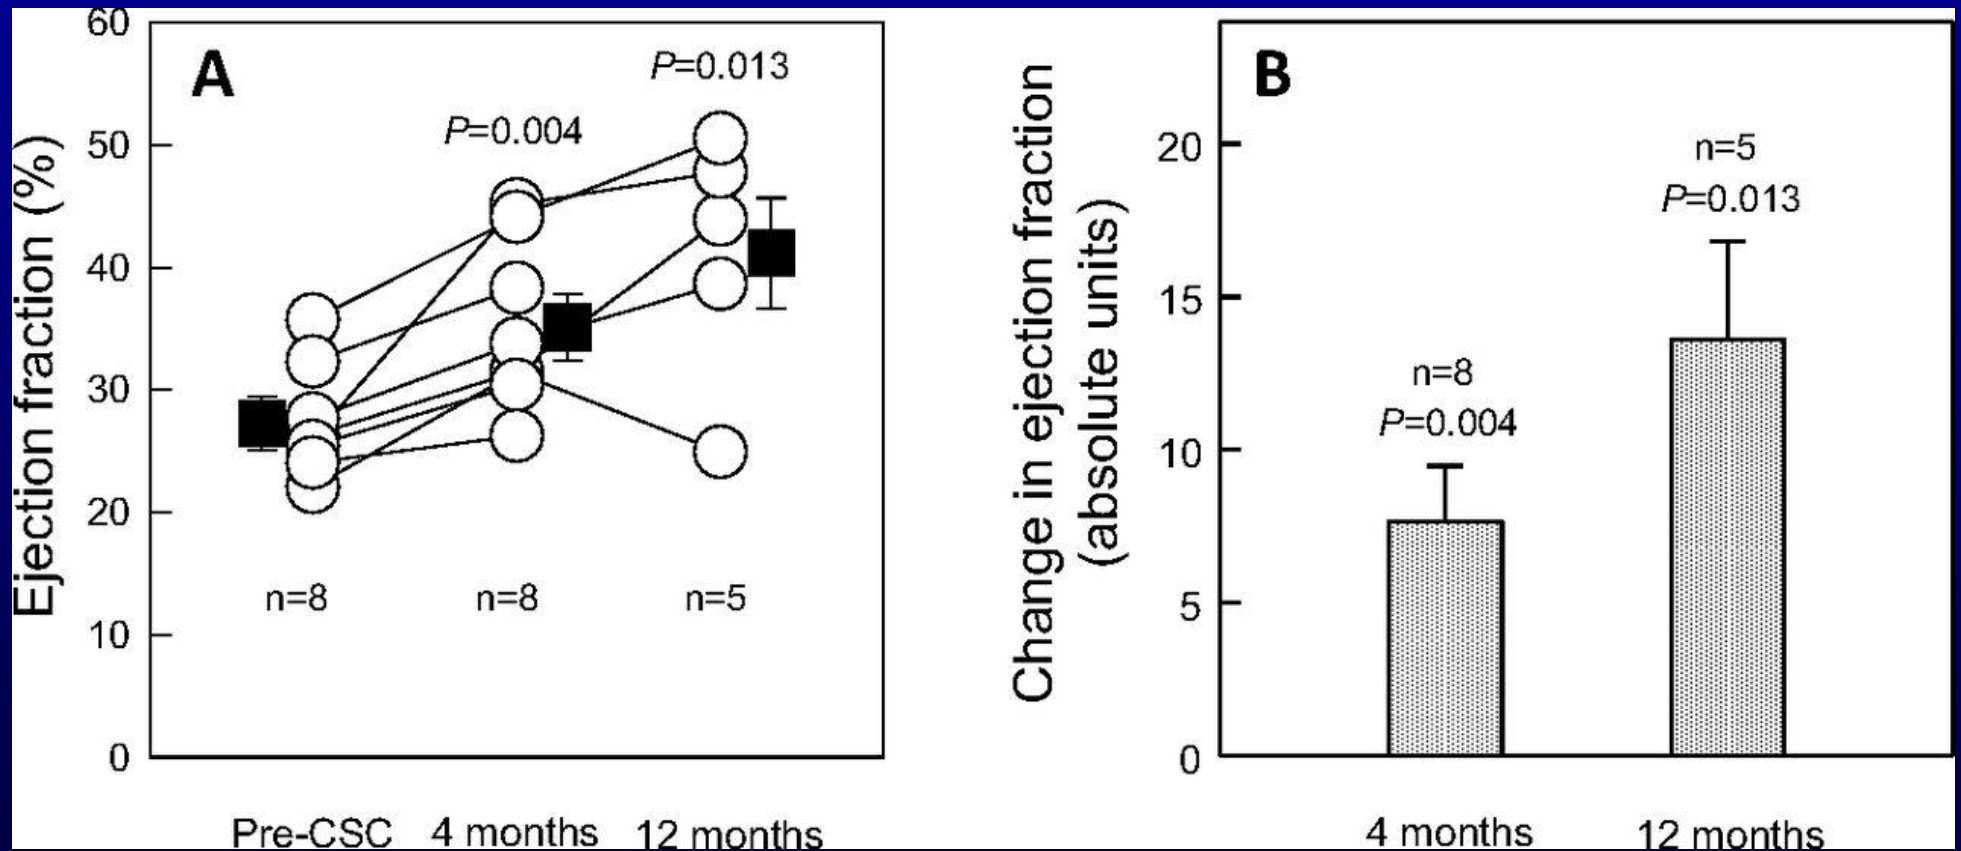 A
Ejection fraction (%)
60
50
40
30
20
10
0
P=0.004
P=0.013
n=8
n=8
n=5
Pre-CSC
4 months
12 months
B
Change in ejection fraction
(absolute units)
20
15
10
5
0
n=8
P=0.004
n=5
P=0.013
4 months
12 months